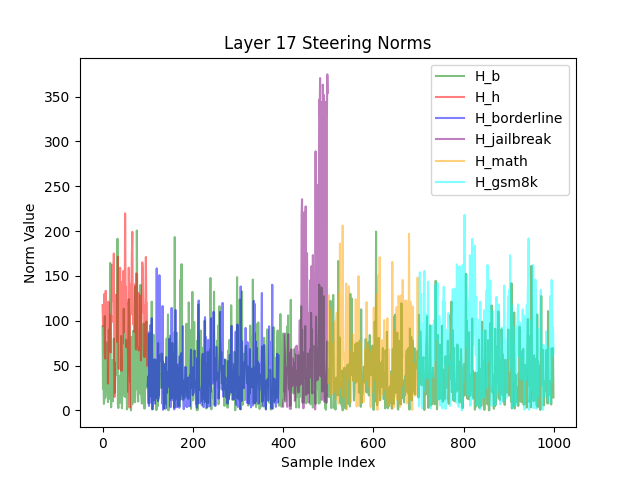 Layer 17 Steering Norms
H_b
H_h
H_borderline
H_jailbreak
H_math
H_gsm8k
350
300
250
200
150
100
50
0
Norm Value
0 200 400 600 800 1000
Sample Index